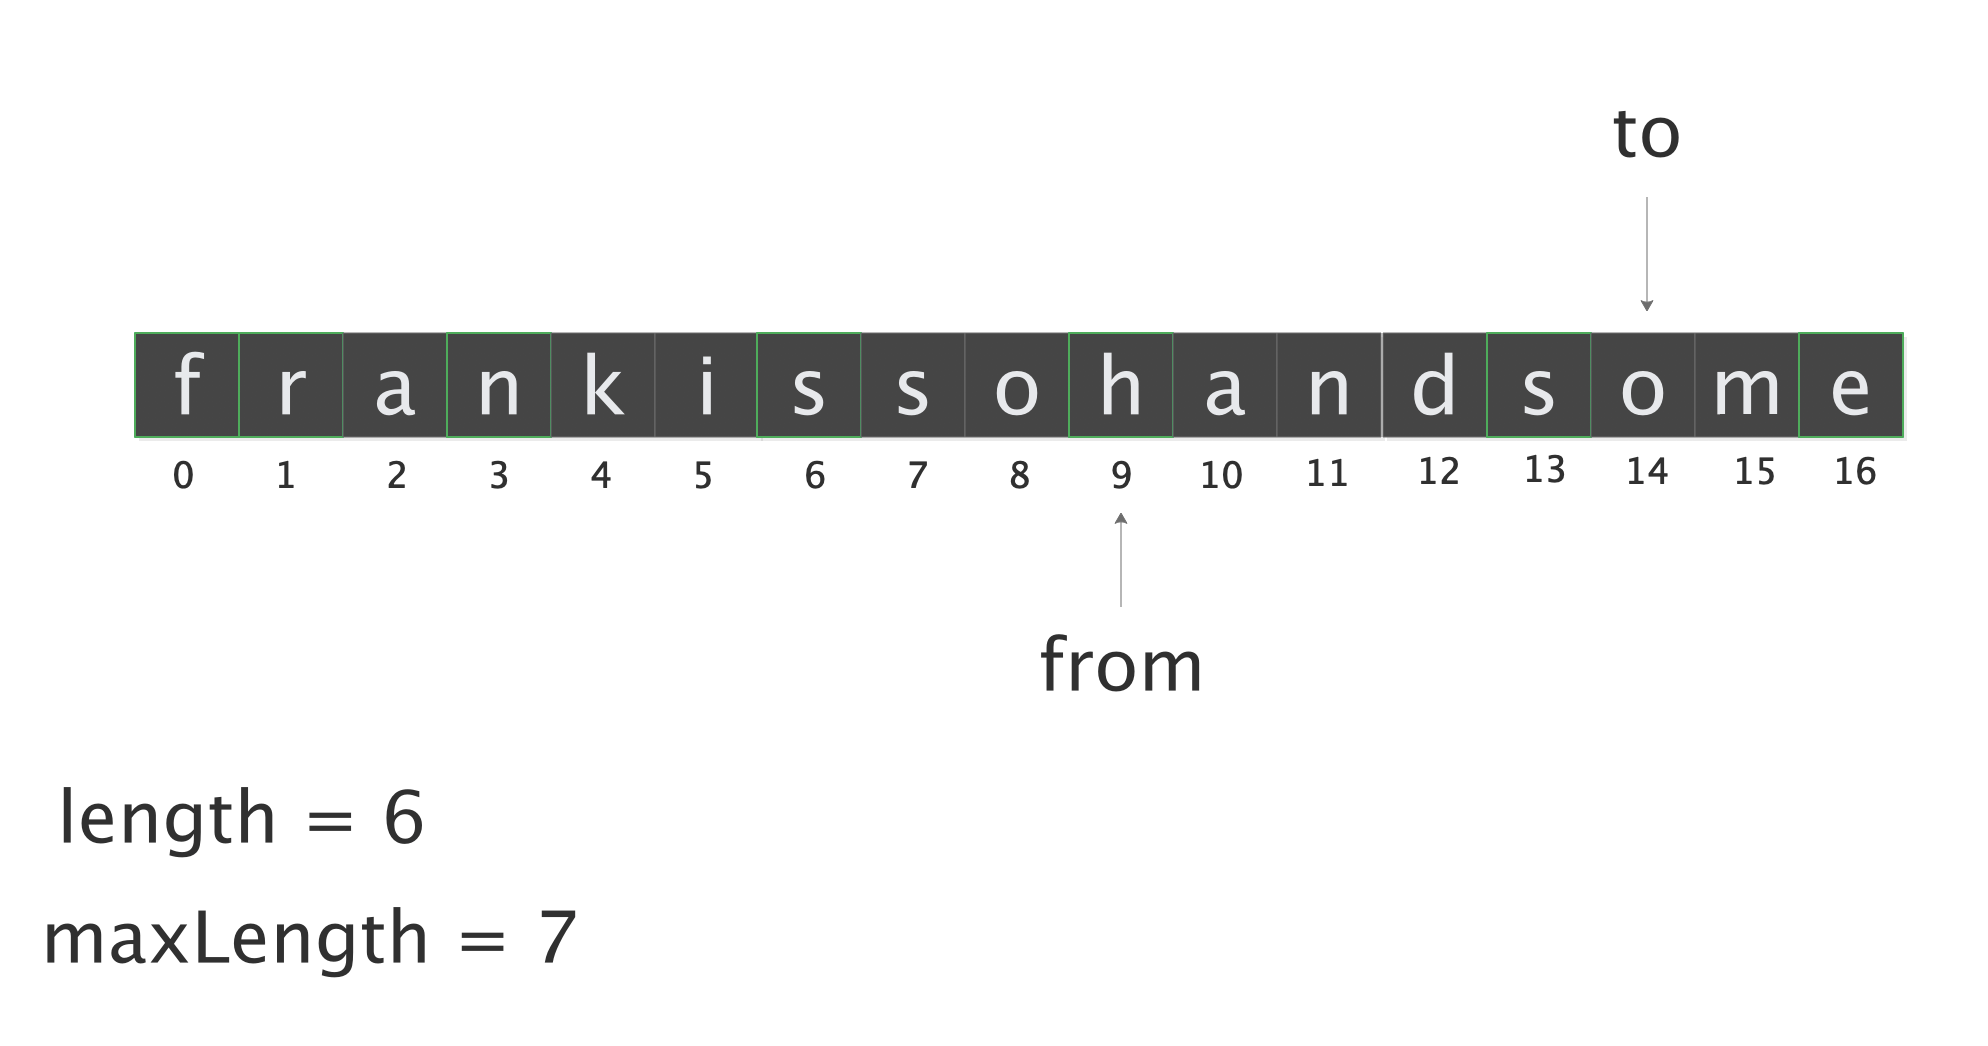 to
f r a n k i s s o h a n d s o m e
0 1 2 3 4 5 6 7 8 9 10 11 12 13 14 15 16
from
length = 6
maxLength = 7